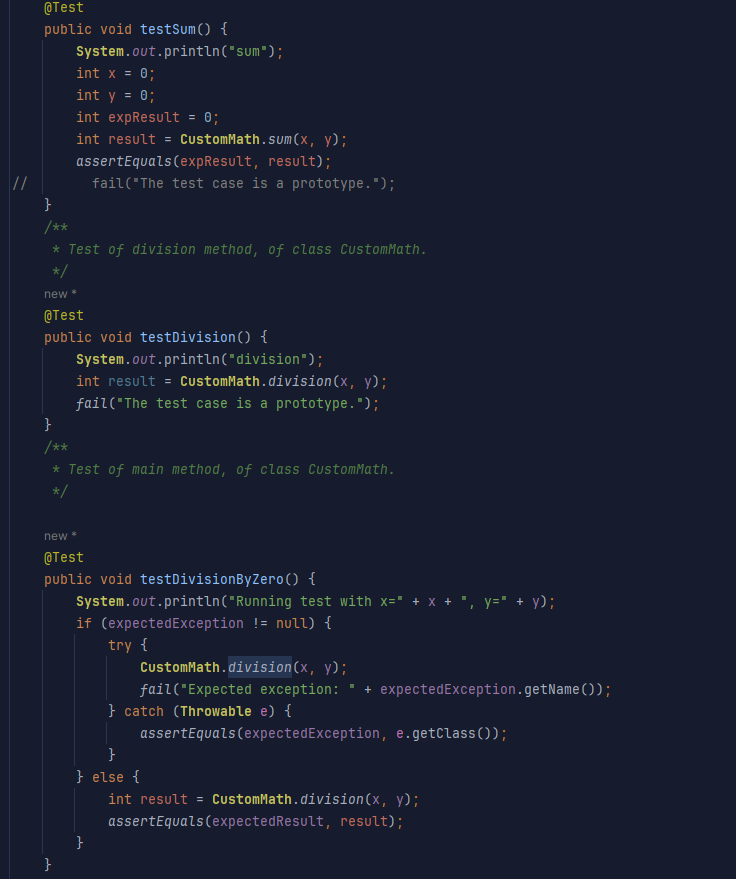 @Test
public void testSum() {
System.out.println("sum");
int x = 0;
int y = 0;
int expResult = 0;
int result = CustomMath.sum(x, y);
assertEquals(expResult, result);
//        fail("The test case is a prototype.");
}
/**
* Test of division method, of class CustomMath.
*/
new *
@Test
public void testDivision() {
System.out.println("division");
int result = CustomMath.division(x, y);
fail("The test case is a prototype.");
}
/**
* Test of main method, of class CustomMath.
*/
new *
@Test
public void testDivisionByZero() {
System.out.println("Running test with x=" + x + ", y=" + y);
if (expectedException != null) {
try {
CustomMath.division(x, y);
fail("Expected exception: " + expectedException.getName());
} catch (Throwable e) {
assertEquals(expectedException, e.getClass());
}
} else {
int result = CustomMath.division(x, y);
assertEquals(expectedResult, result);
}
}